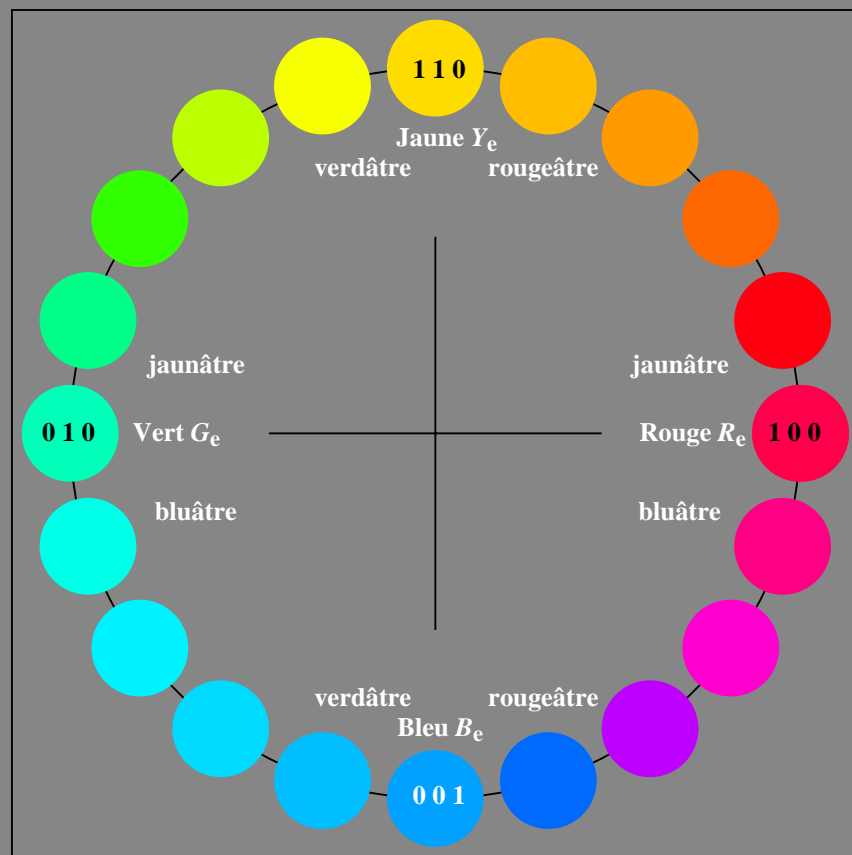 1 1 0
Jaune Ye
verdâtre rougeâtre
jaunâtre jaunâtre
0 1 0 Vert Ge Rouge Re 1 0 0
bluâtre bluâtre
verdâtre rougeâtre
Bleu Be
0 0 1